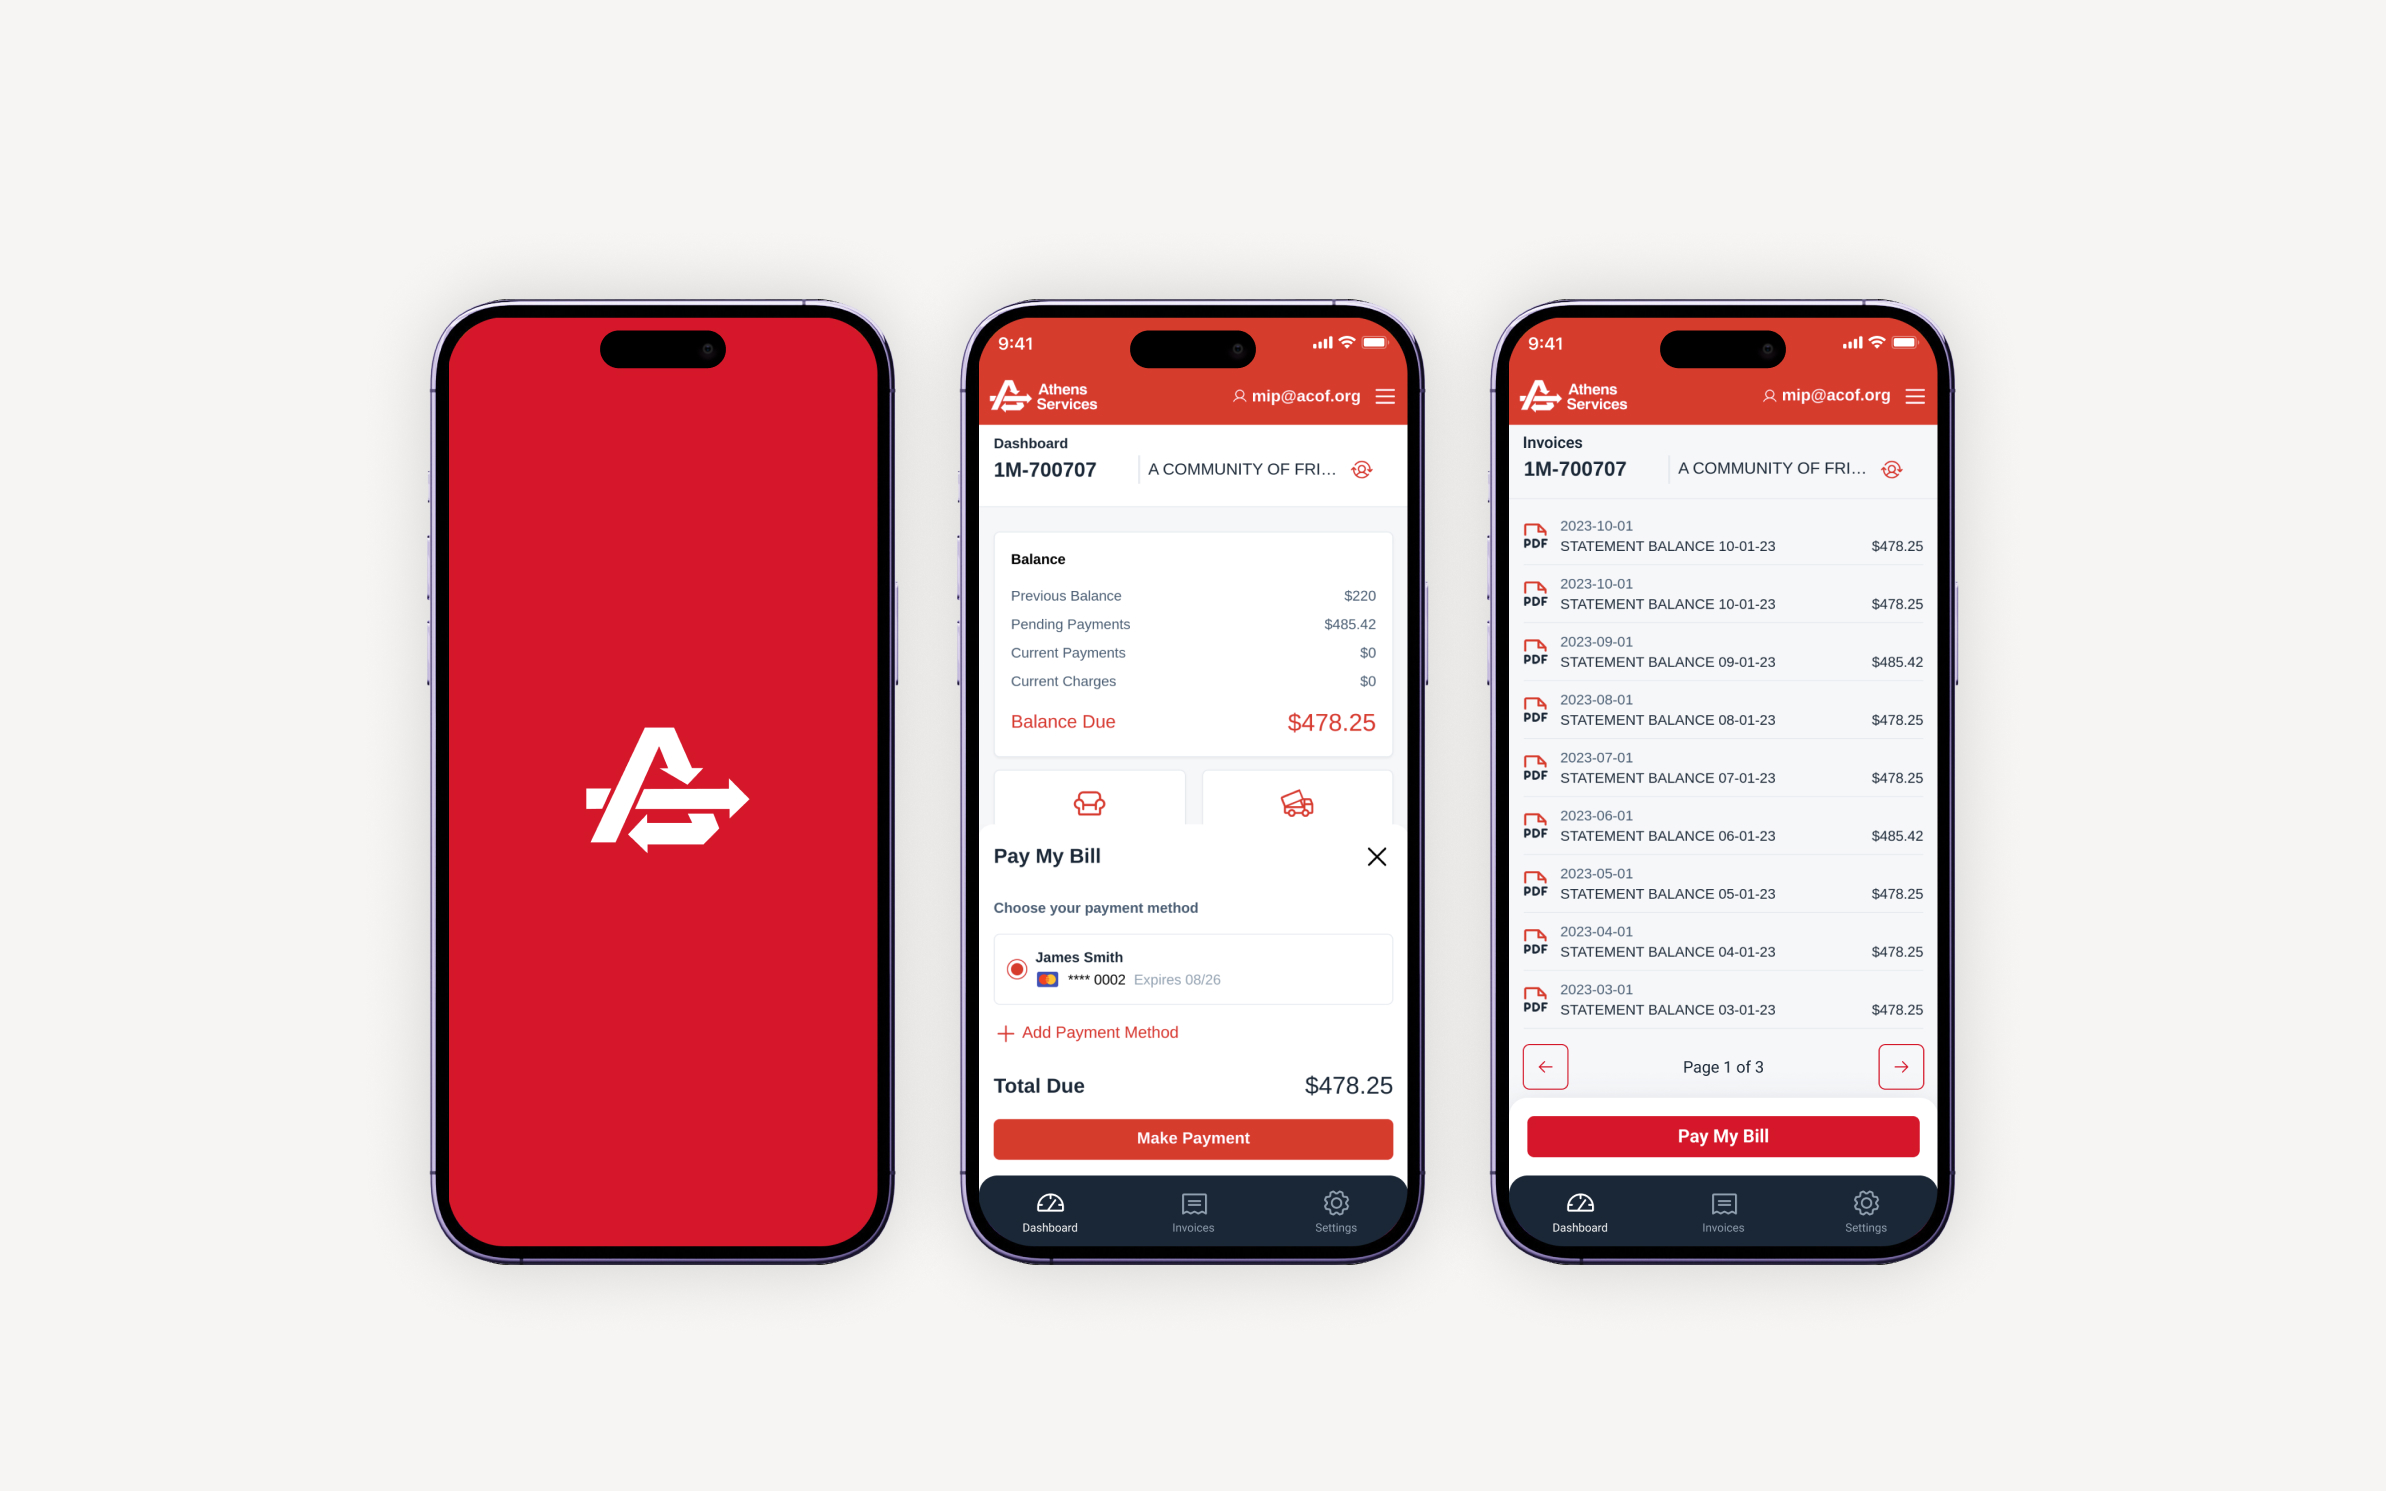 9:41
Athens
Services
mip@acof.org
Dashboard
1M-700707
A COMMUNITY OF FRI...
Balance
Previous Balance $220
Pending Payments $485.42
Current Payments $0
Current Charges $0
Balance Due $478.25
Pay My Bill
Choose your payment method
James Smith
**** 0002 Expires 08/26
Add Payment Method
Total Due $478.25
Make Payment
Dashboard Invoices Settings
9:41
Athens
Services
mip@acof.org
Invoices
1M-700707
A COMMUNITY OF FRI...
2023-10-01
PDF STATEMENT BALANCE 10-01-23 $478.25
2023-10-01
PDF STATEMENT BALANCE 10-01-23 $478.25
2023-09-01
PDF STATEMENT BALANCE 09-01-23 $485.42
2023-08-01
PDF STATEMENT BALANCE 08-01-23 $478.25
2023-07-01
PDF STATEMENT BALANCE 07-01-23 $478.25
2023-06-01
PDF STATEMENT BALANCE 06-01-23 $485.42
2023-05-01
PDF STATEMENT BALANCE 05-01-23 $478.25
2023-04-01
PDF STATEMENT BALANCE 04-01-23 $478.25
2023-03-01
PDF STATEMENT BALANCE 03-01-23 $478.25
Page 1 of 3
Pay My Bill
Dashboard Invoices Settings